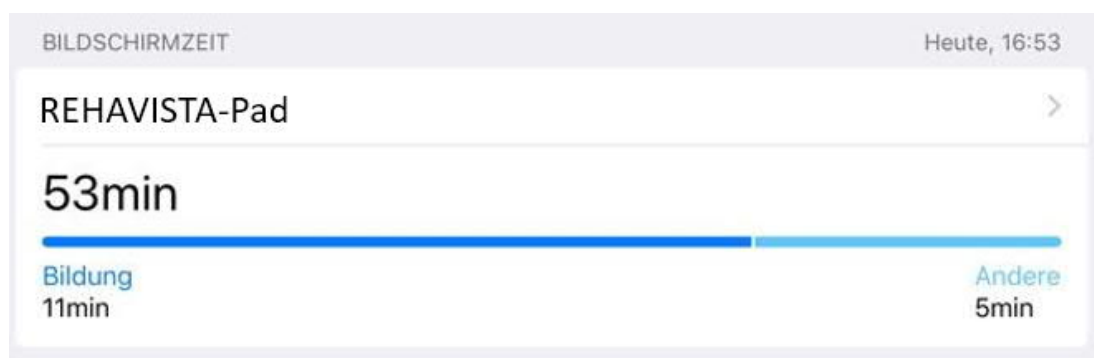 BILDSCHIRMZEIT Heute, 16:53
REHAVISTA-Pad
53min
Bildung Andere
11min 5min